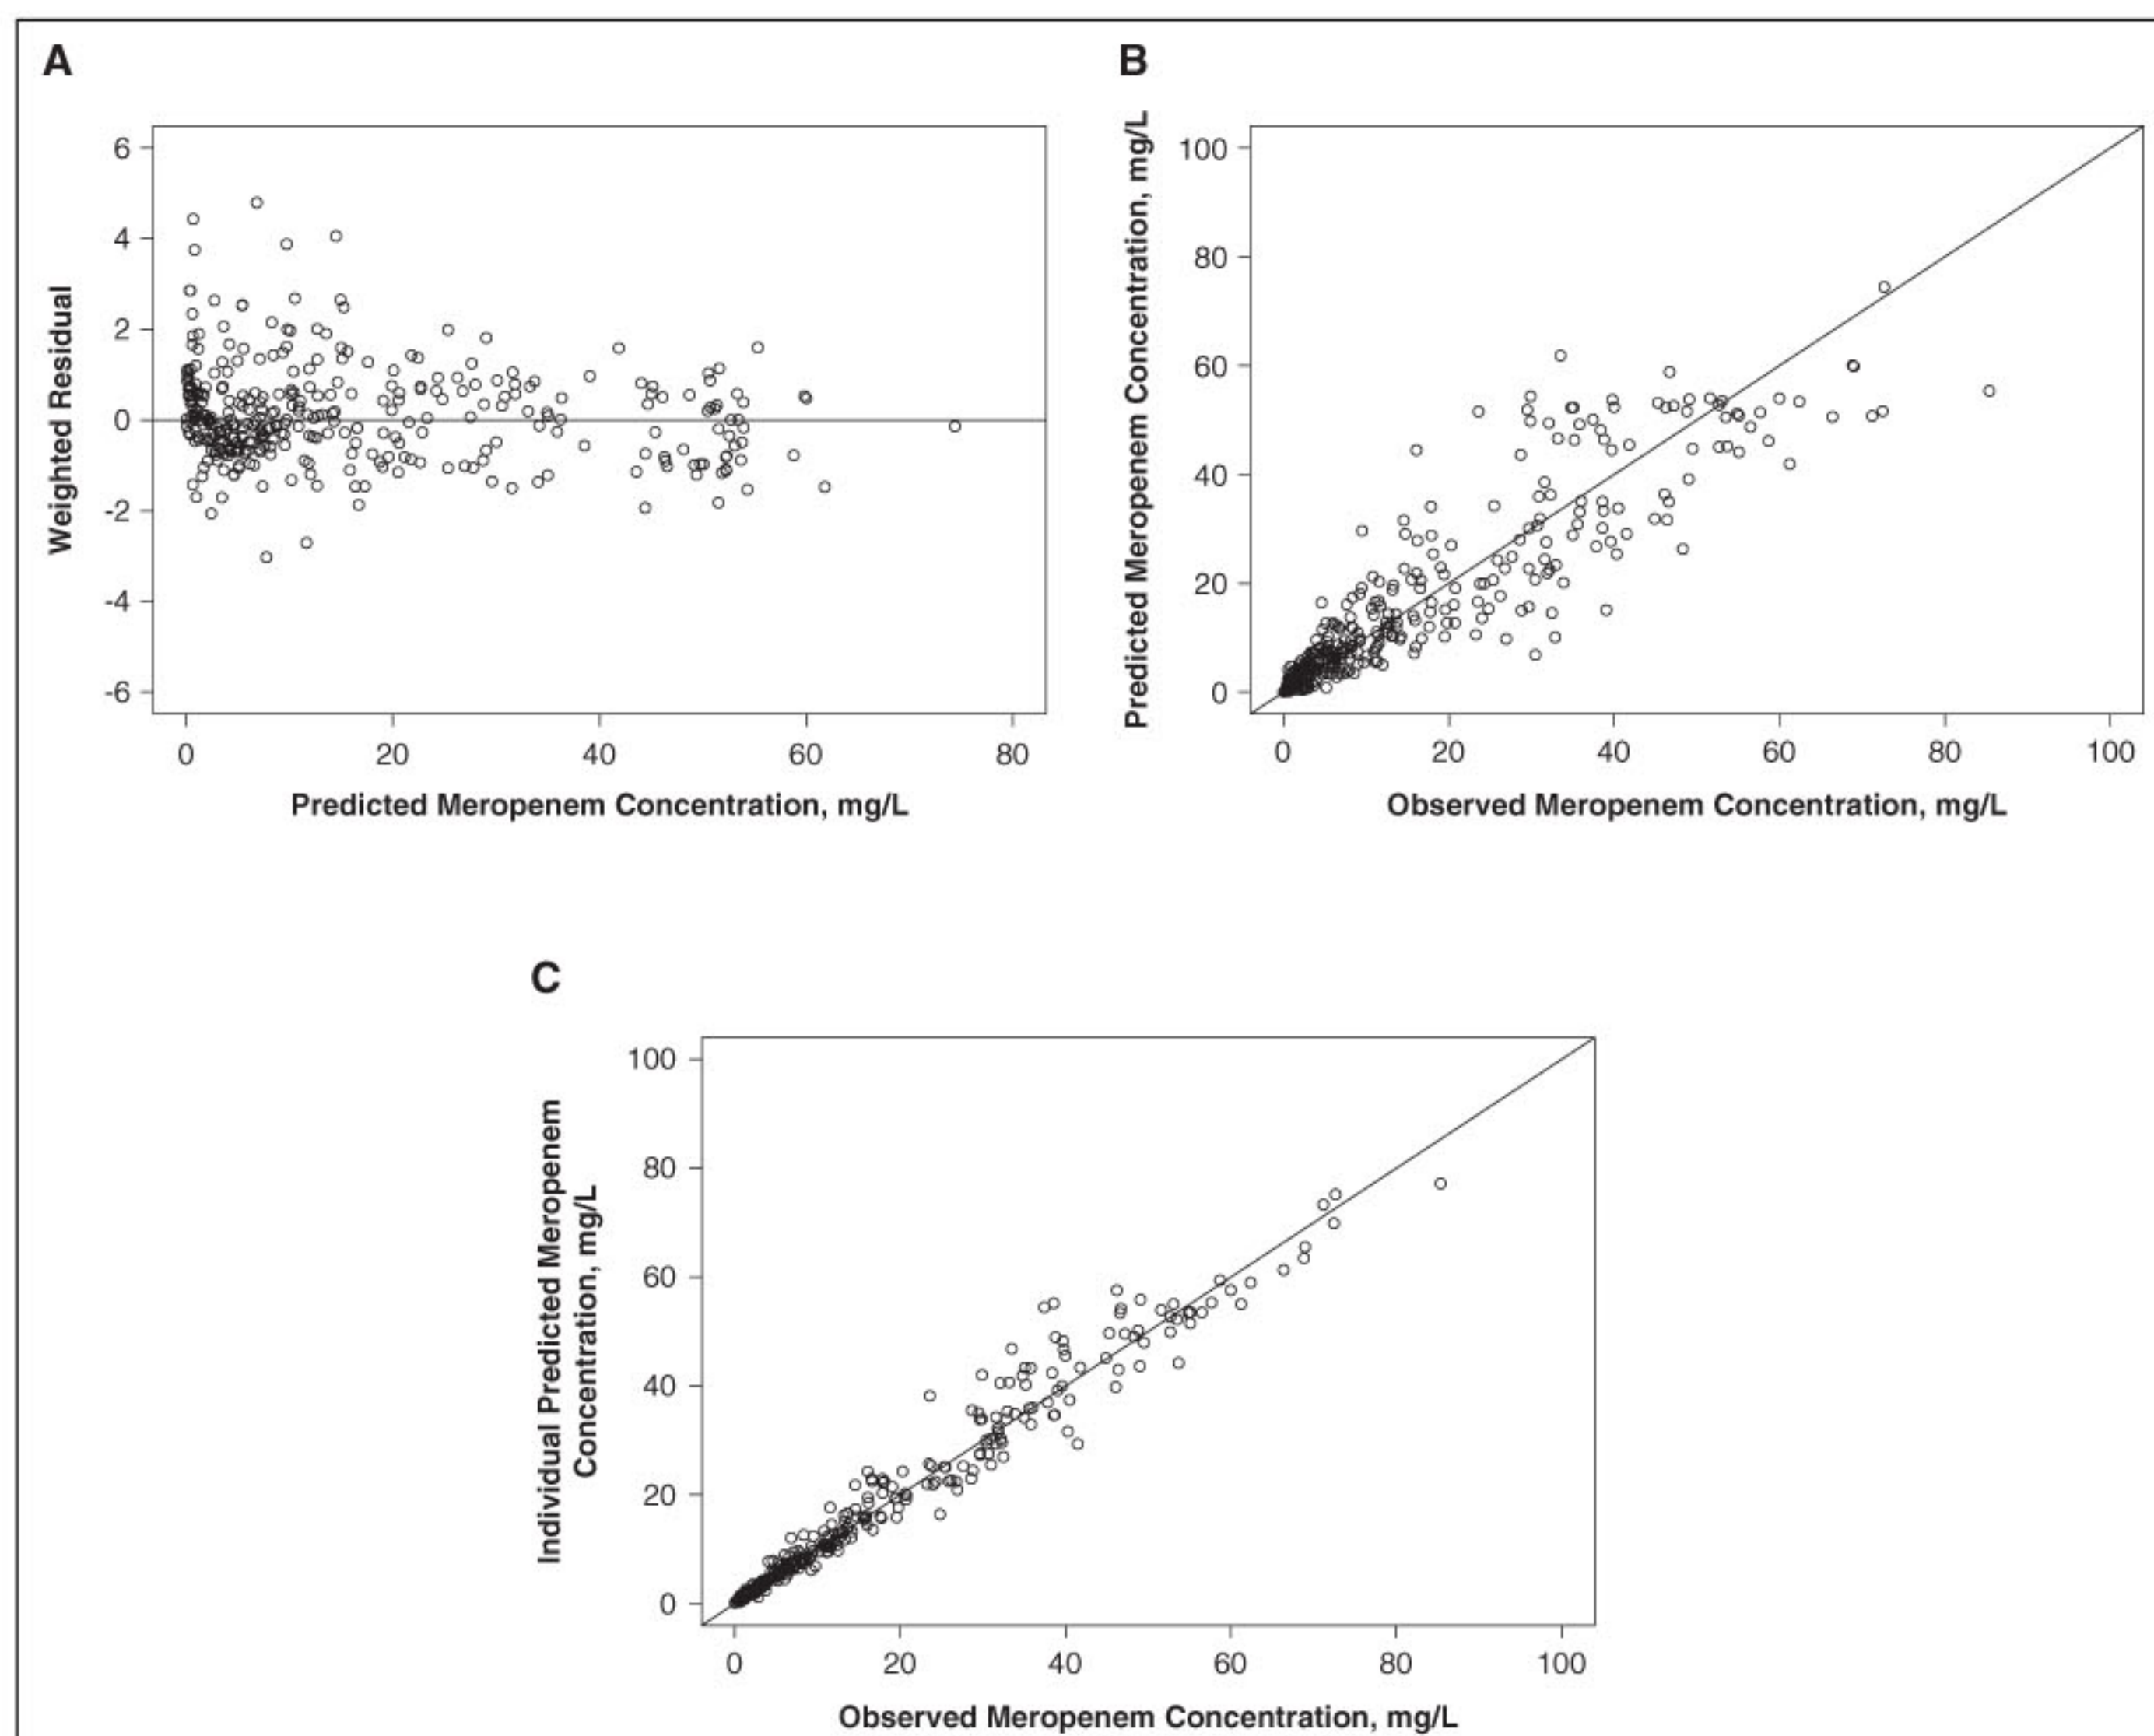 A
6
4
2
0
-2
-4
-6
Weighted Residual
0 20 40 60 80
Predicted Meropenem Concentration, mg/L
B
100
80
60
40
20
0
Predicted Meropenem Concentration, mg/L
0 20 40 60 80 100
Observed Meropenem Concentration, mg/L
C
100
80
60
40
20
0
Individual Predicted Meropenem
Concentration, mg/L
0 20 40 60 80 100
Observed Meropenem Concentration, mg/L